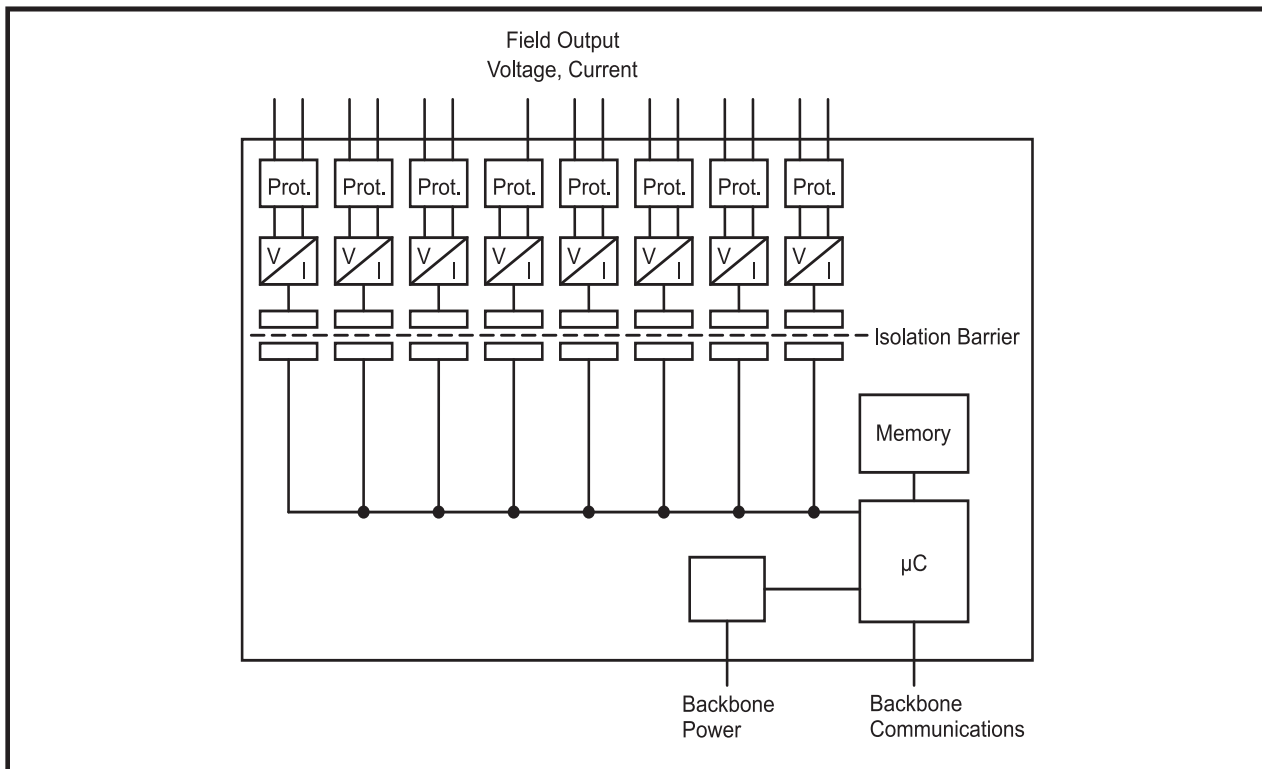 Field Output
Voltage, Current
Prot. Prot. Prot. Prot. Prot. Prot. Prot. Prot.
V I V I V I V I V I V I V I V I
Isolation Barrier
Memory
µC
Backbone
Power
Backbone
Communications